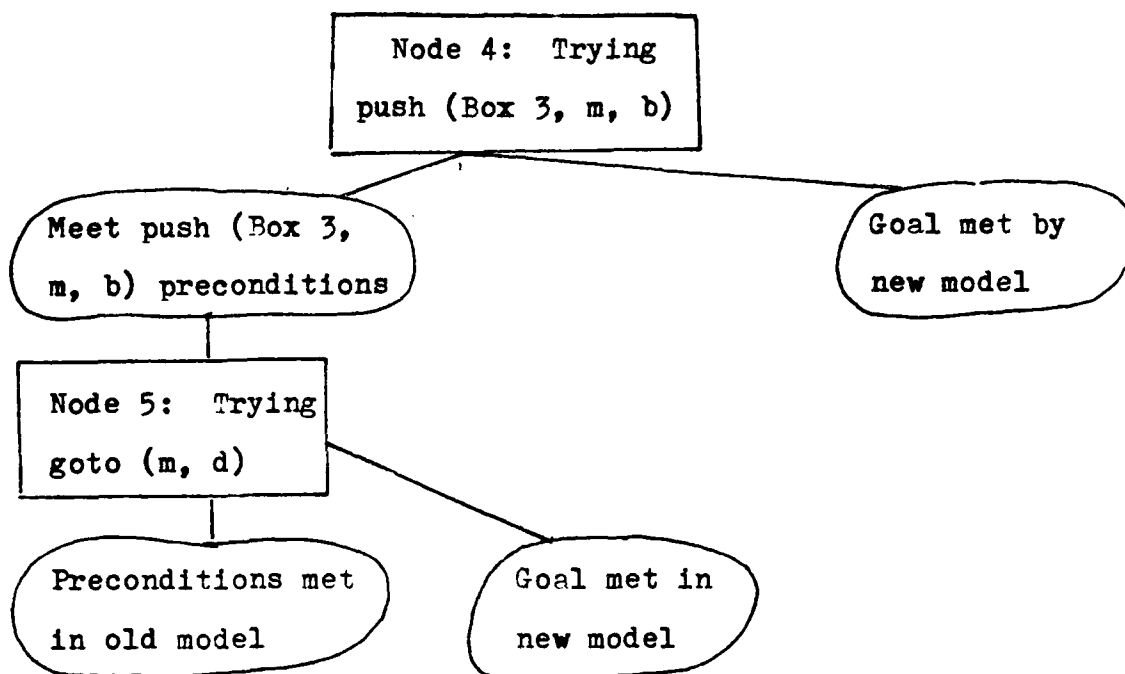 Node 4: Trying
push (Box 3, m, b)
Meet push (Box 3,
m, b) preconditions
Goal met by
new model
Node 5: Trying
goto (m, d)
Preconditions met
in old model
Goal met in
new model